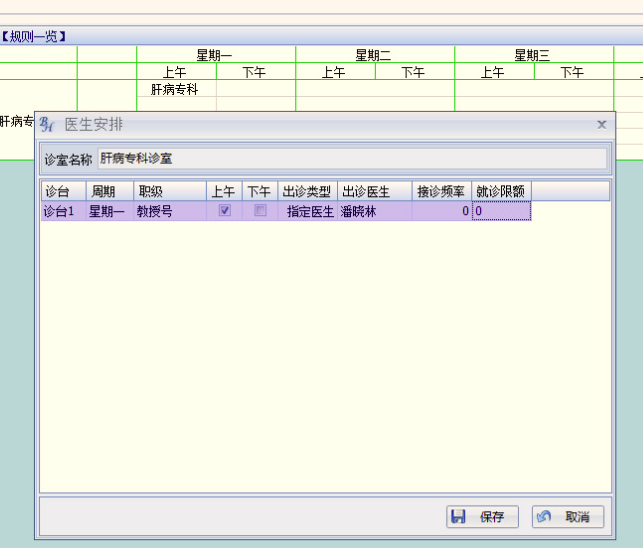 【规则一览】
星期一 星期二 星期三
上午 下午 上午 下午 上午 下午
肝病专科
肝病专
医生安排 x
诊室名称 肝病专科诊室
诊台 周期 职级 上午 下午 出诊类型 出诊医生 接诊频率 就诊限额
诊台1 星期一 教授号 指定医生 潘晓林 0 0
保存 取消